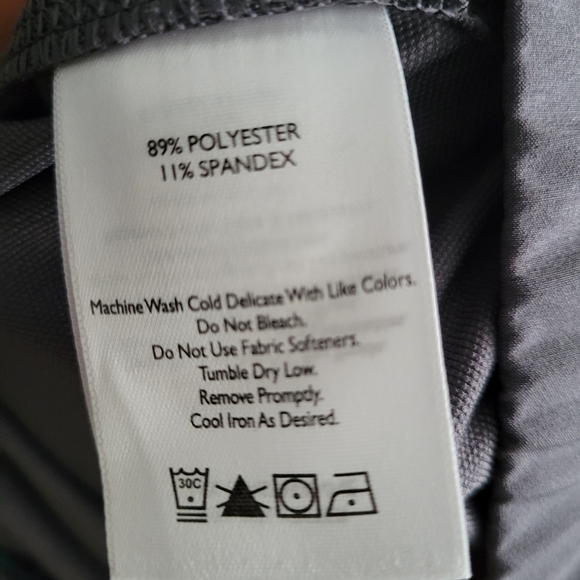 89% POLYESTER
11% SPANDEX
Machine Wash Cold Delicate With Like Colors.
Do Not Bleach.
Do Not Use Fabric Softeners.
Tumble Dry Low.
Remove Promptly.
Cool Iron As Desired.
30C